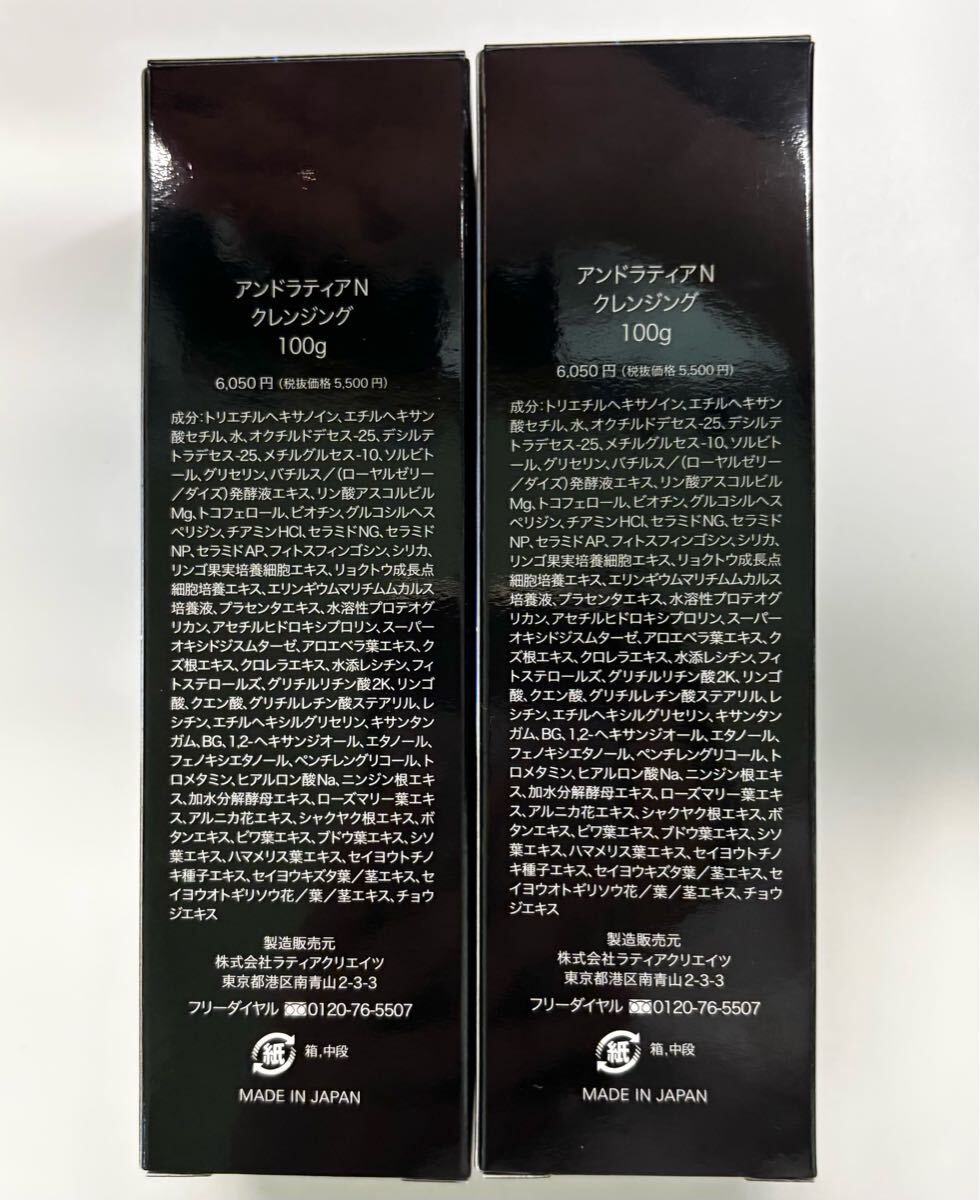 アンドラティアN
クレンジング
100g
6,050円（税抜価格 5,500円）
成分:トリエチルヘキサノイン、エチルヘキサン
酸セチル、水、オクチルドデセス-25、デシルテ
トラデセス-25、メチルグルセス-10、ソルビト
ール、グリセリン、バチルス／（ローヤルゼリー
／ダイズ）発酵液エキス、リン酸アスコルビル
Mg、トコフェロール、ビオチン、グルコシルヘス
ペリジン、チアミンHCl、セラミドNG、セラミド
NP、セラミドAP、フィトスフィンゴシン、シリカ、
リンゴ果実培養細胞エキス、リョクトウ成長点
細胞培養エキス、エリンギウムマリチムムカルス
培養液、プラセンタエキス、水溶性プロテオグ
リカン、アセチルヒドロキシプロリン、スーパー
オキシドジスムターゼ、アロエベラ葉エキス、ク
ズ根エキス、クロレラエキス、水添レシチン、フィ
トステロールズ、グリチルリチン酸2K、リンゴ
酸、クエン酸、グリチルレチン酸ステアリル、レ
シチン、エチルヘキシルグリセリン、キサンタン
ガム、BG、1,2-ヘキサンジオール、エタノール、
フェノキシエタノール、ペンチレングリコール、ト
ロメタミン、ヒアルロン酸Na、ニンジン根エキ
ス、加水分解酵母エキス、ローズマリー葉エキ
ス、アルニカ花エキス、シャクヤク根エキス、ボ
タンエキス、ビワ葉エキス、ブドウ葉エキス、シソ
葉エキス、ハマメリス葉エキス、セイヨウトチノ
キ種子エキス、セイヨウキズタ葉／茎エキス、セ
イヨウオトギリソウ花／葉／茎エキス、チョウ
ジエキス
製造販売元
株式会社ラティアクリエイツ
東京都港区南青山2-3-3
フリーダイヤル 0120-76-5507
紙 箱,中段
MADE IN JAPAN
アンドラティアN
クレンジング
100g
6,050円（税抜価格 5,500円）
成分:トリエチルヘキサノイン、エチルヘキサン
酸セチル、水、オクチルドデセス-25、デシルテ
トラデセス-25、メチルグルセス-10、ソルビト
ール、グリセリン、バチルス／（ローヤルゼリー
／ダイズ）発酵液エキス、リン酸アスコルビル
Mg、トコフェロール、ビオチン、グルコシルヘス
ペリジン、チアミンHCl、セラミドNG、セラミド
NP、セラミドAP、フィトスフィンゴシン、シリカ、
リンゴ果実培養細胞エキス、リョクトウ成長点
細胞培養エキス、エリンギウムマリチムムカルス
培養液、プラセンタエキス、水溶性プロテオグ
リカン、アセチルヒドロキシプロリン、スーパー
オキシドジスムターゼ、アロエベラ葉エキス、ク
ズ根エキス、クロレラエキス、水添レシチン、フィ
トステロールズ、グリチルリチン酸2K、リンゴ
酸、クエン酸、グリチルレチン酸ステアリル、レ
シチン、エチルヘキシルグリセリン、キサンタン
ガム、BG、1,2-ヘキサンジオール、エタノール、
フェノキシエタノール、ペンチレングリコール、ト
ロメタミン、ヒアルロン酸Na、ニンジン根エキ
ス、加水分解酵母エキス、ローズマリー葉エキ
ス、アルニカ花エキス、シャクヤク根エキス、ボ
タンエキス、ビワ葉エキス、ブドウ葉エキス、シソ
葉エキス、ハマメリス葉エキス、セイヨウトチノ
キ種子エキス、セイヨウキズタ葉／茎エキス、セ
イヨウオトギリソウ花／葉／茎エキス、チョウ
ジエキス
製造販売元
株式会社ラティアクリエイツ
東京都港区南青山2-3-3
フリーダイヤル 0120-76-5507
紙 箱,中段
MADE IN JAPAN